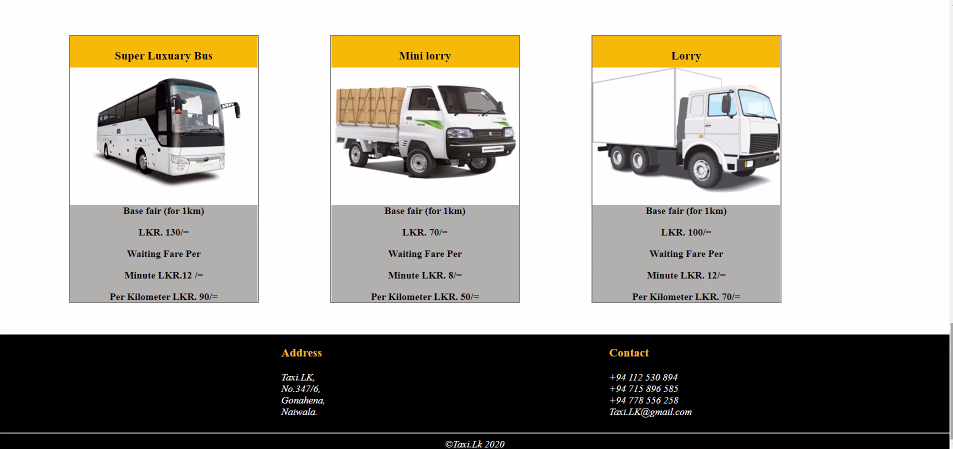 Super Luxuary Bus
Base fair (for 1km)
LKR. 130/=
Waiting Fare Per
Minute LKR.12 /=
Per Kilometer LKR. 90/=
Mini lorry
Base fair (for 1km)
LKR. 70/=
Waiting Fare Per
Minute LKR. 8/=
Per Kilometer LKR. 50/=
Lorry
Base fair (for 1km)
LKR. 100/=
Waiting Fare Per
Minute LKR. 12/=
Per Kilometer LKR. 70/=
Address
Taxi.LK,
No.347/6,
Gonahena,
Naiwala.
Contact
+94 112 530 894
+94 715 896 585
+94 778 556 258
Taxi.LK@gmail.com
©Taxi.Lk 2020